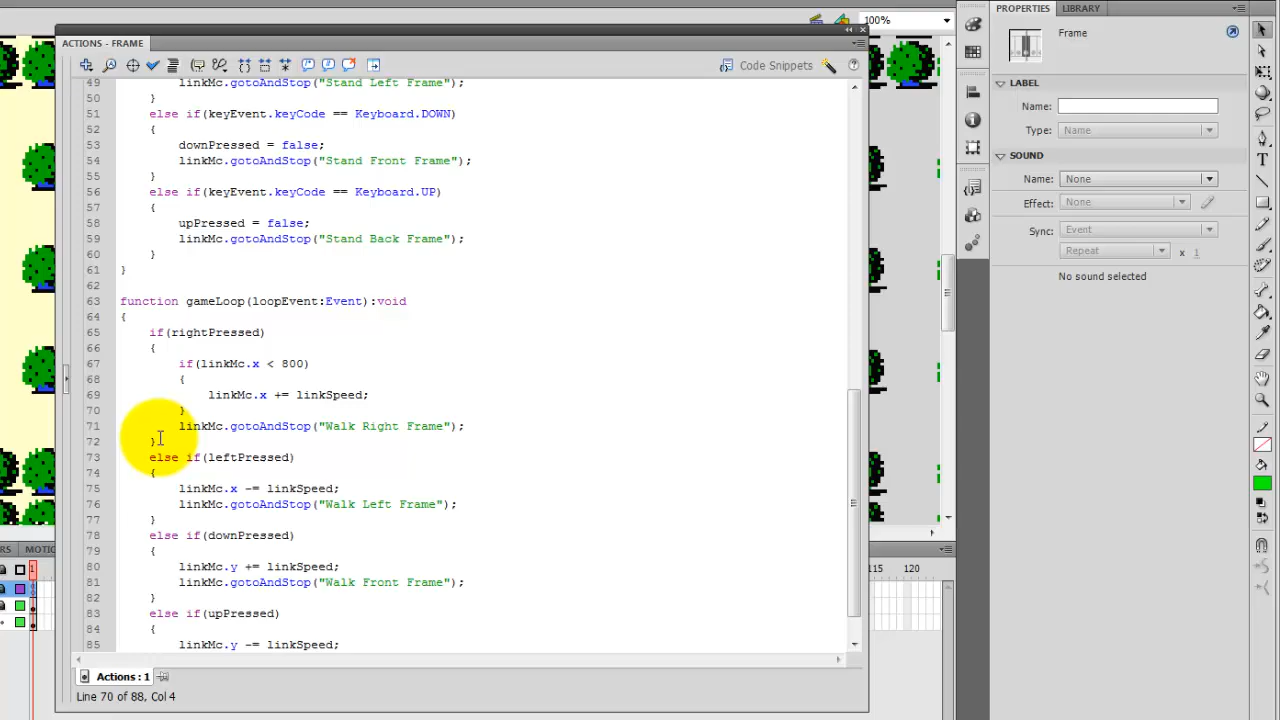 100%
PROPERTIES
LIBRARY
ACTIONS - FRAME
Code Snippets
Frame
LABEL
Name:
Type: Name
SOUND
Name: None
Effect: None
Sync: Event
Repeat x 1
No sound selected
49 linkMc.gotoAndStop("Stand Left Frame");
50 }
51 else if(keyEvent.keyCode == Keyboard.DOWN)
52 {
53 downPressed = false;
54 linkMc.gotoAndStop("Stand Front Frame");
55 }
56 else if(keyEvent.keyCode == Keyboard.UP)
57 {
58 upPressed = false;
59 linkMc.gotoAndStop("Stand Back Frame");
60 }
61 }
62
63 function gameLoop(loopEvent:Event):void
64 {
65 if(rightPressed)
66 {
67 if(linkMc.x < 800)
68 {
69 linkMc.x += linkSpeed;
70 }
71 linkMc.gotoAndStop("Walk Right Frame");
72 }
73 else if(leftPressed)
74 {
75 linkMc.x -= linkSpeed;
76 linkMc.gotoAndStop("Walk Left Frame");
77 }
78 else if(downPressed)
79 {
80 linkMc.y += linkSpeed;
81 linkMc.gotoAndStop("Walk Front Frame");
82 }
83 else if(upPressed)
84 {
85 linkMc.y -= linkSpeed;
RS
MOTIO
1
115
120
Actions : 1
Line 70 of 88, Col 4